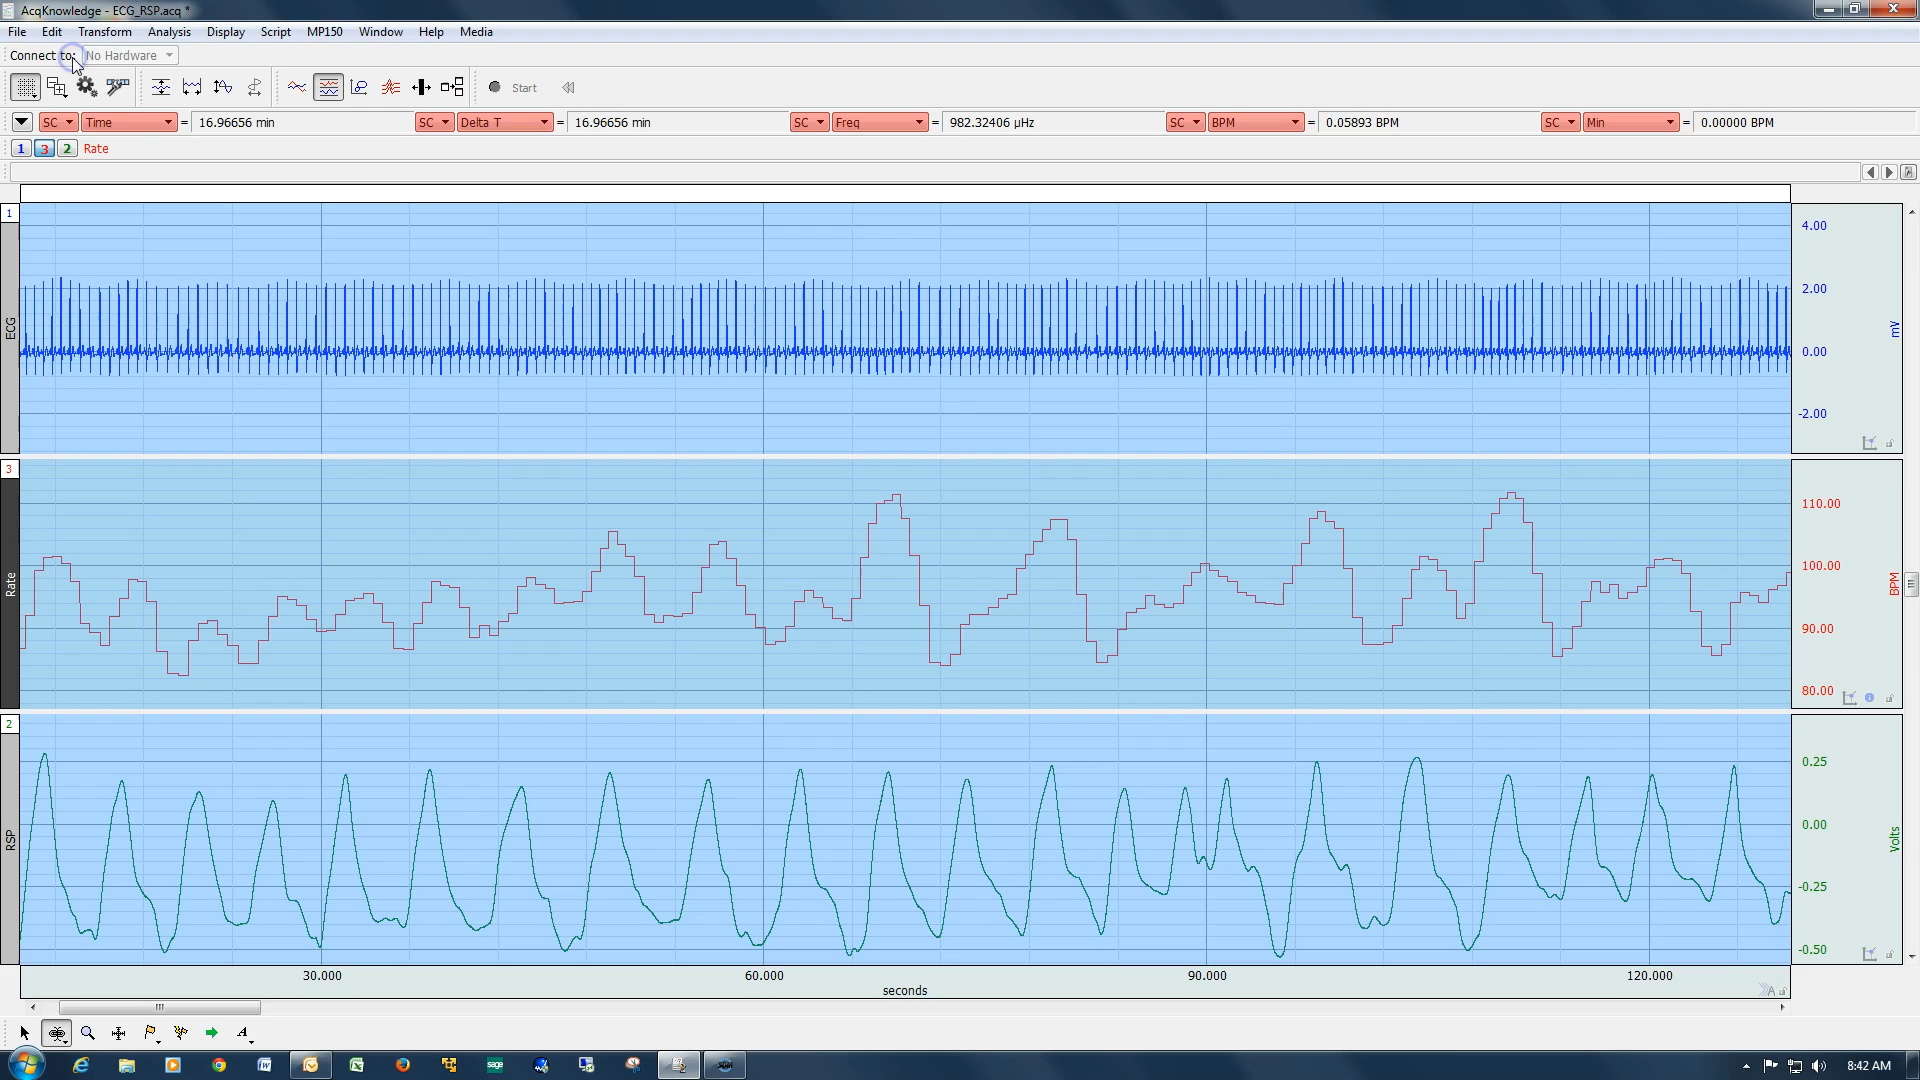 AcqKnowledge - ECG_RSP.acq *
File Edit Transform Analysis Display Script MP150 Window Help Media
Connect to: No Hardware
Start
SC Time = 16.96656 min SC Delta T = 16.96656 min SC Freq = 982.32406 µHz SC BPM = 0.05893 BPM SC Min = 0.00000 BPM
1 3 2 Rate
1
ECG
4.00
2.00
0.00
-2.00
mV
3
Rate
110.00
100.00
90.00
80.00
BPM
2
RSP
0.25
0.00
-0.25
-0.50
Volts
30.000 60.000 90.000 120.000
seconds
A
A
sage
8:42 AM